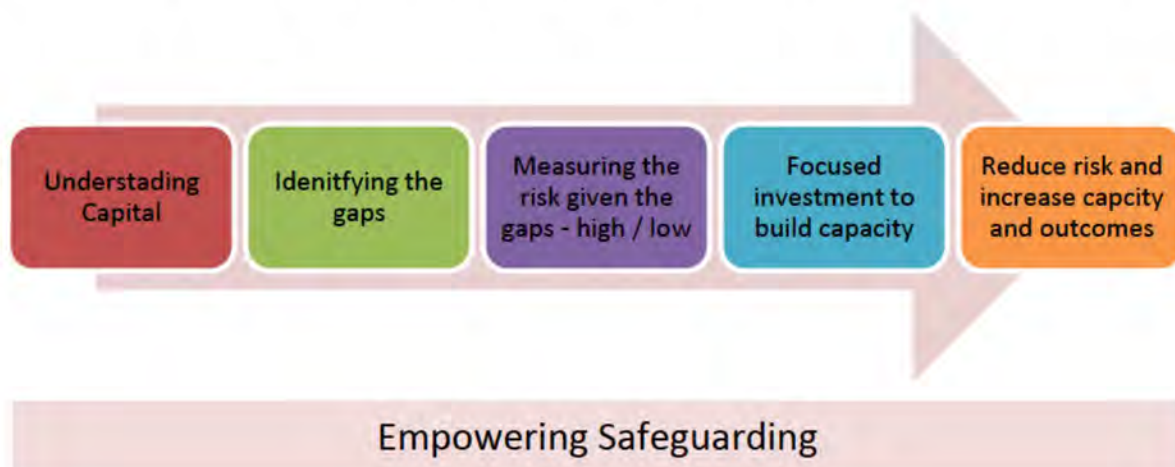 Understading
Capital
Idenitfying the
gaps
Measuring the
risk given the
gaps - high / low
Focused
investment to
build capacity
Reduce risk and
increase capcity
and outcomes
Empowering Safeguarding